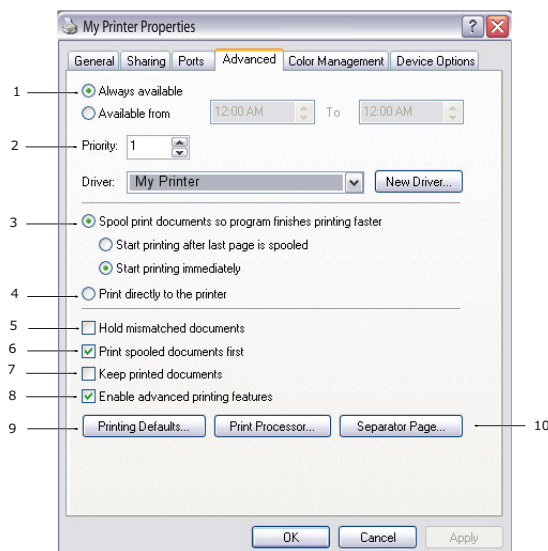 My Printer Properties
General Sharing Ports Advanced Color Management Device Options
1 Always available
Available from 12:00 AM To 12:00 AM
2 Priority: 1
Driver: My Printer New Driver...
3 Spool print documents so program finishes printing faster
Start printing after last page is spooled
Start printing immediately
4 Print directly to the printer
5 Hold mismatched documents
6 Print spooled documents first
7 Keep printed documents
8 Enable advanced printing features
9 Printing Defaults... Print Processor... Separator Page... 10
OK Cancel Apply